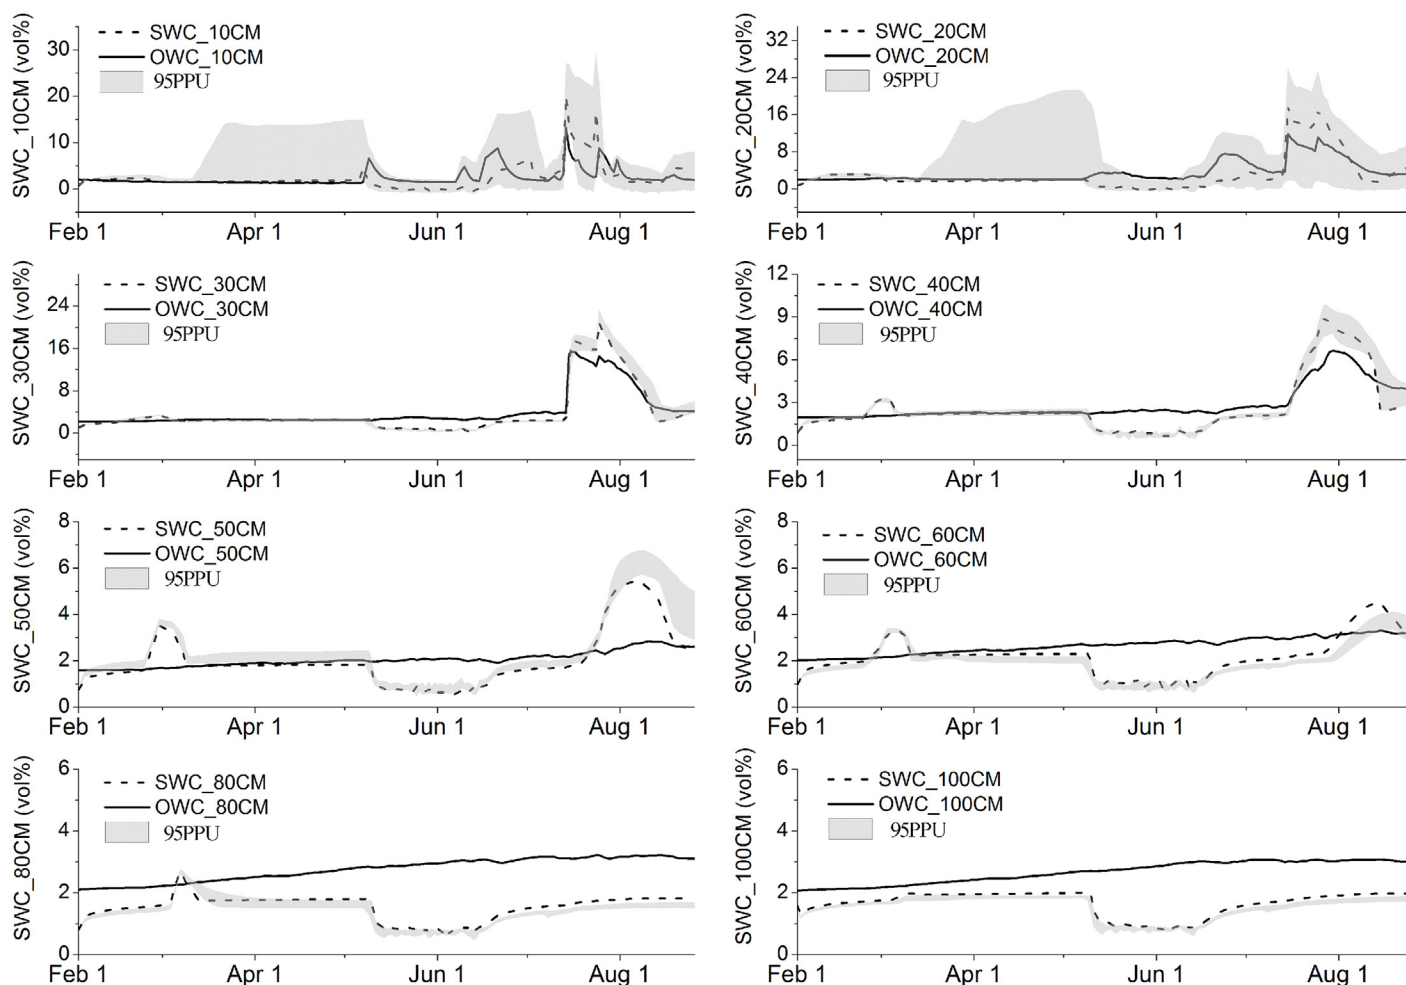 SWC_10CM (vol%)
30
20
10
0
SWC_10CM
OWC_10CM
95PPU
Feb 1 Apr 1 Jun 1 Aug 1
SWC_20CM (vol%)
32
24
16
8
0
SWC_20CM
OWC_20CM
95PPU
Feb 1 Apr 1 Jun 1 Aug 1
SWC_30CM (vol%)
24
16
8
0
SWC_30CM
OWC_30CM
95PPU
Feb 1 Apr 1 Jun 1 Aug 1
SWC_40CM (vol%)
12
9
6
3
0
SWC_40CM
OWC_40CM
95PPU
Feb 1 Apr 1 Jun 1 Aug 1
SWC_50CM (vol%)
8
6
4
2
0
SWC_50CM
OWC_50CM
95PPU
Feb 1 Apr 1 Jun 1 Aug 1
SWC_60CM (vol%)
8
6
4
2
0
SWC_60CM
OWC_60CM
95PPU
Feb 1 Apr 1 Jun 1 Aug 1
SWC_80CM (vol%)
6
4
2
0
SWC_80CM
OWC_80CM
95PPU
Feb 1 Apr 1 Jun 1 Aug 1
SWC_100CM (vol%)
6
4
2
0
SWC_100CM
OWC_100CM
95PPU
Feb 1 Apr 1 Jun 1 Aug 1